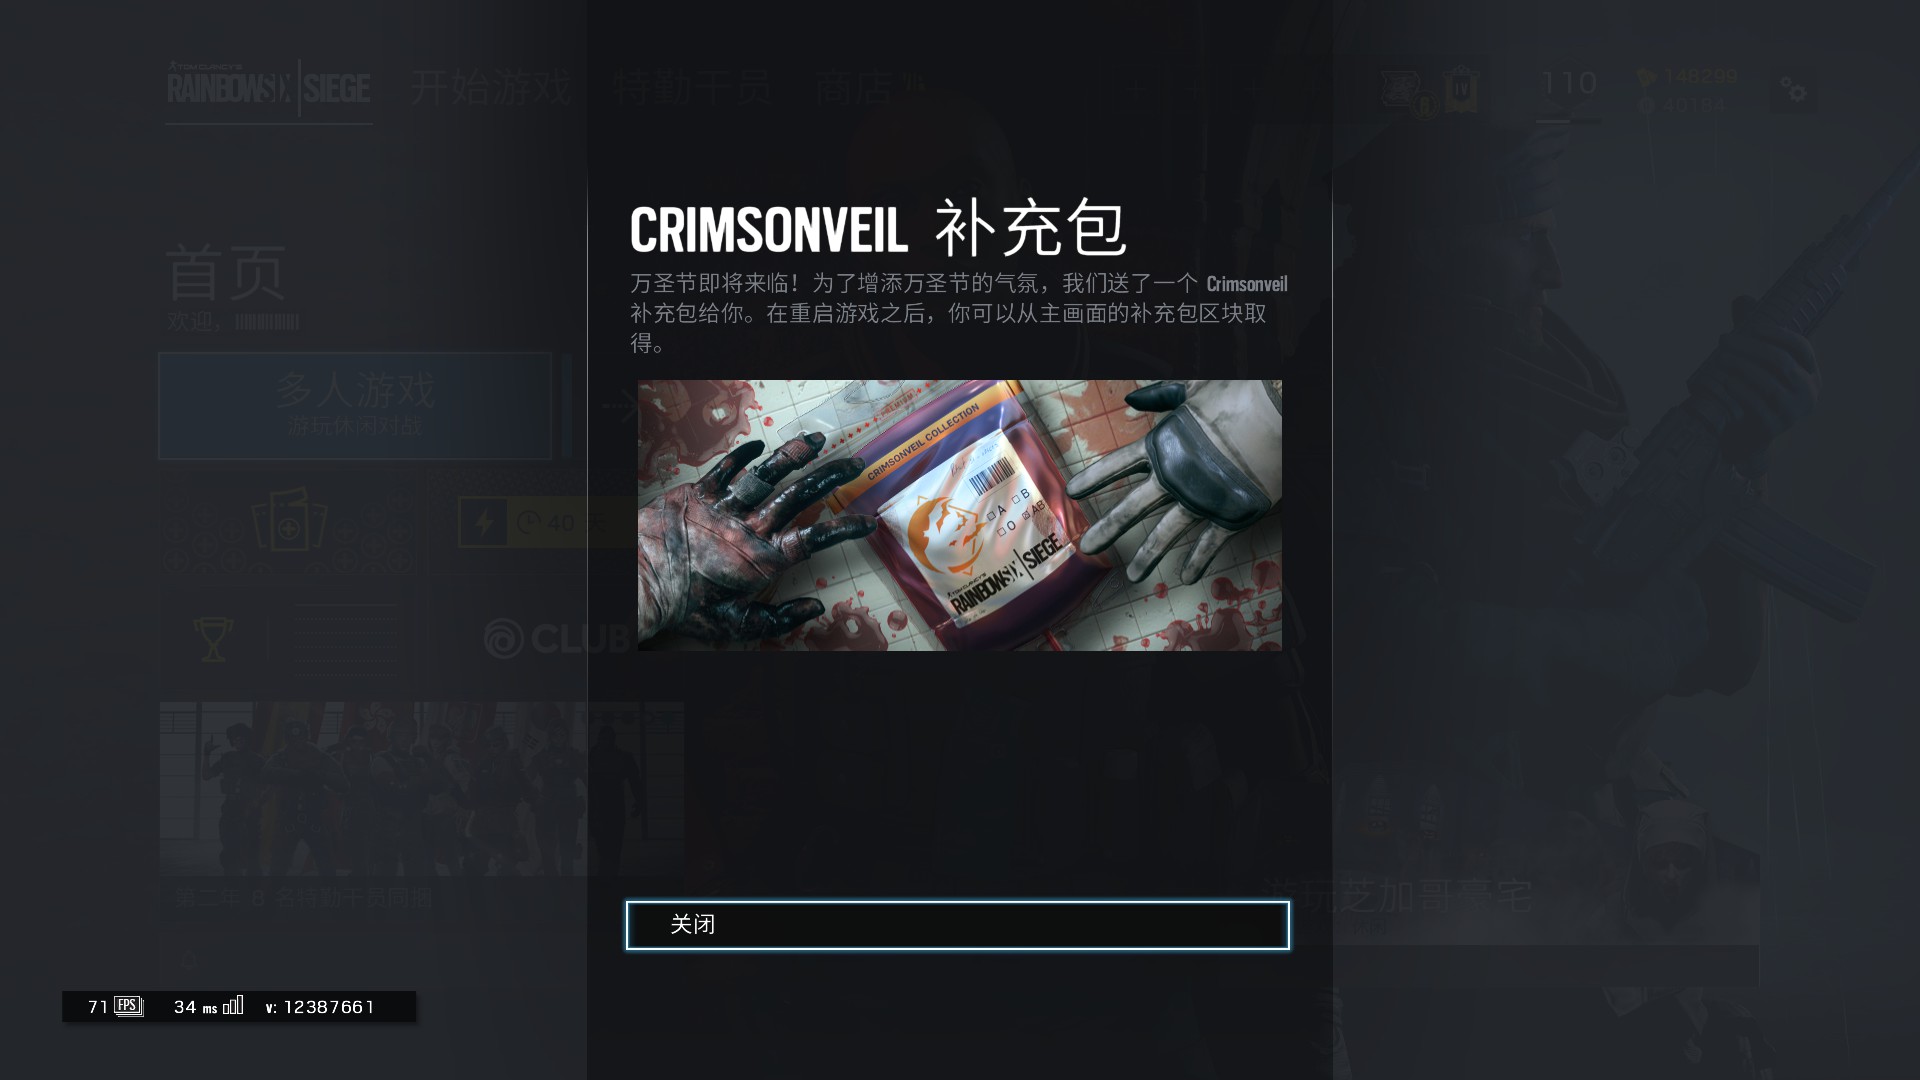 TOM CLANCY'S
RAINBOWSIX | SIEGE
开始游戏
特勤干员
商店
110
148299
40184
首页
欢迎,
多人游戏
游玩休闲对战
40 天
CLUB
第二年 8 名特勤干员同捆
CRIMSONVEIL 补充包
万圣节即将来临！为了增添万圣节的气氛，我们送了一个 Crimsonveil
补充包给你。在重启游戏之后，你可以从主画面的补充包区块取
得。
PREMIUM
CRIMSONVEIL COLLECTION
A
B
O
AB
TOM CLANCY'S
RAINBOWSIX | SIEGE
游玩芝加哥豪宅
关闭
71 FPS 34 ms v: 12387661